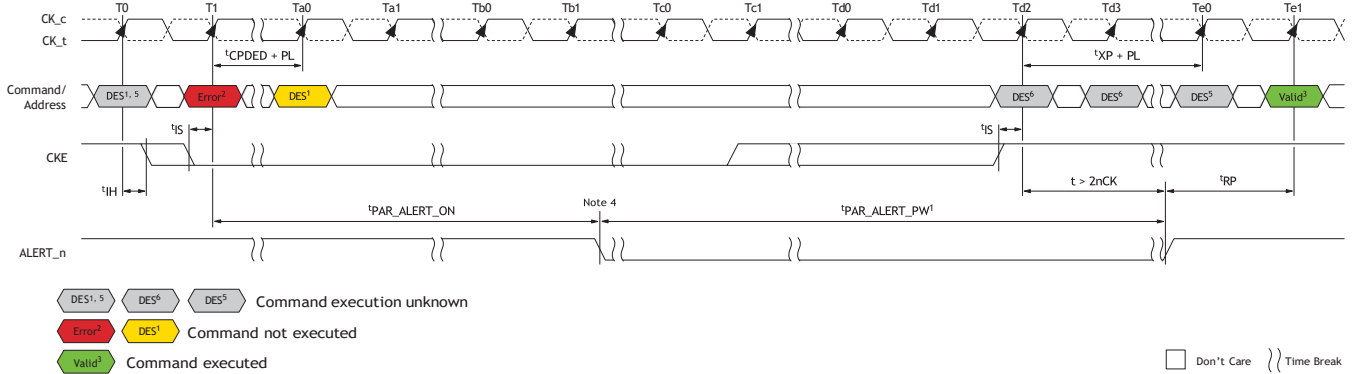 T0 T1 Ta0 Ta1 Tb0 Tb1 Tc0 Tc1 Td0 Td1 Td2 Td3 Te0 Te1
CK_c
CK_t
tCPDED + PL tXP + PL
Command/
Address
DES1, 5 Error2 DES1 DES6 DES6 DES5 Valid3
tIS tIS
CKE
tIH t > 2nCK tRP
Note 4
tPAR_ALERT_ON tPAR_ALERT_PW1
ALERT_n
DES1, 5 DES6 DES5 Command execution unknown
Error2 DES1 Command not executed
Valid3 Command executed
Don't Care Time Break